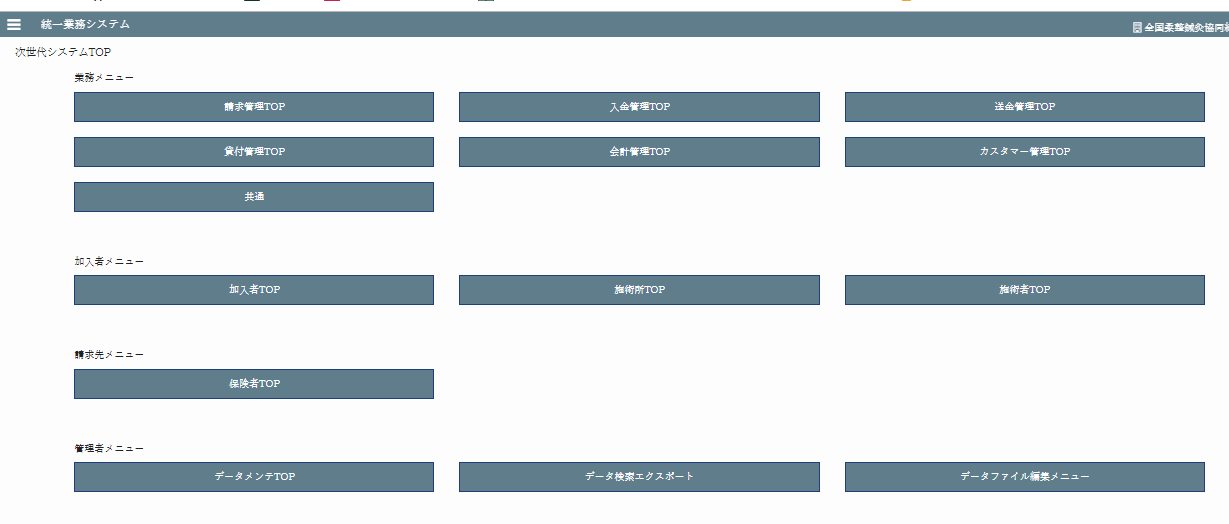 統一業務システム
全国柔整鍼灸協同
次世代システムTOP
業務メニュー
請求管理TOP 入金管理TOP 送金管理TOP
貸付管理TOP 会計管理TOP カスタマー管理TOP
共通
加入者メニュー
加入者TOP 施術所TOP 施術者TOP
請求先メニュー
保険者TOP
管理者メニュー
データメンテTOP データ検索エクスポート データファイル編集メニュー